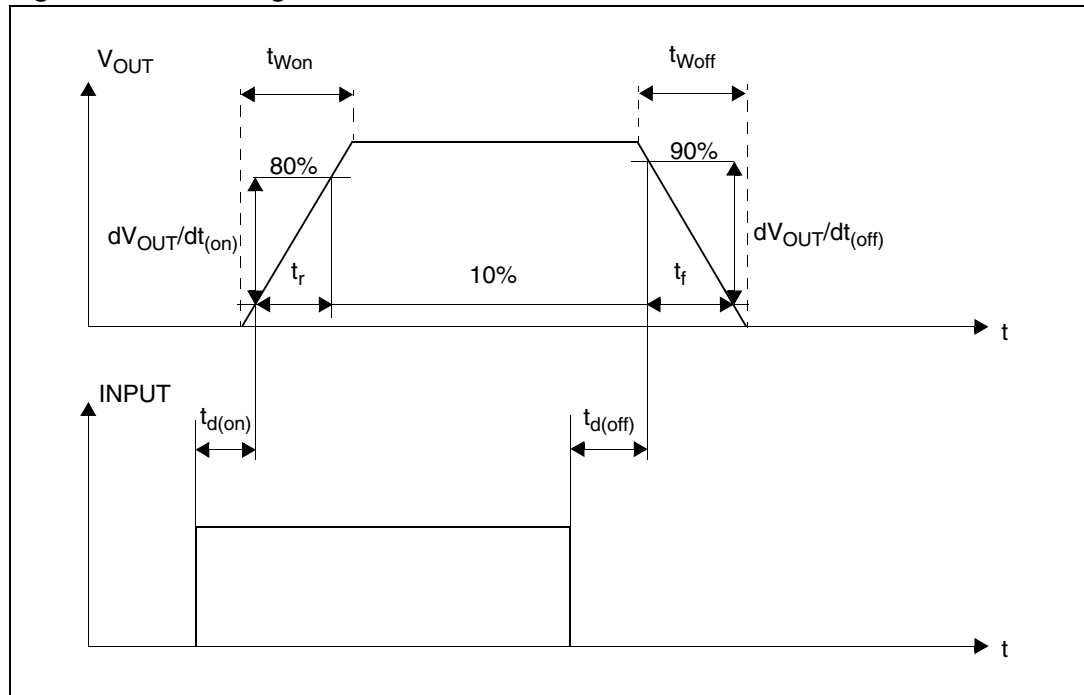 V_OUT
t_Won
t_Woff
80%
90%
dV_OUT/dt_(on)
dV_OUT/dt_(off)
t_r
10%
t_f
t
INPUT
t_d(on)
t_d(off)
t